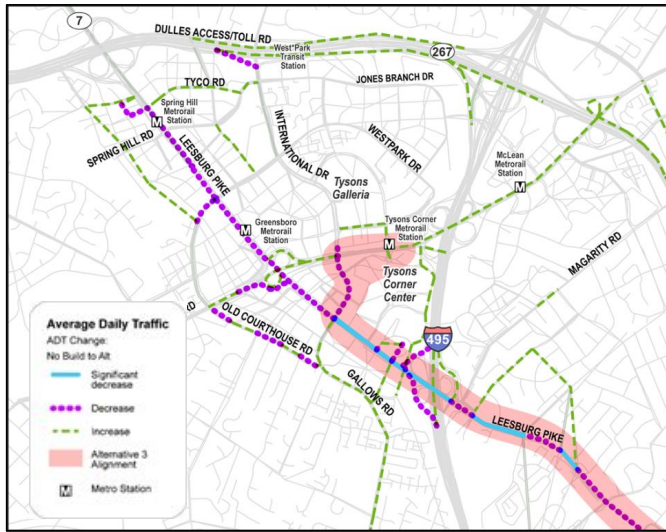 7
DULLES ACCESS/TOLL RD
West*Park
Transit
Station
267
TYCO RD
JONES BRANCH DR
Spring Hill
Metrorail
Station
M
SPRING HILL RD
LEESBURG PIKE
INTERNATIONAL DR
WESTPARK DR
McLean
Metrorail
Station
M
Tysons
Galleria
Greensboro
Metrorail
Station
M
Tysons Corner
Metrorail
Station
M
MAGARITY RD
Tysons
Corner
Center
OLD COURTHOUSE RD
495
GALLOWS RD
LEESBURG PIKE
Average Daily Traffic
ADT Change:
No Build to Alt
Significant
decrease
Decrease
Increase
Alternative 3
Alignment
M Metro Station